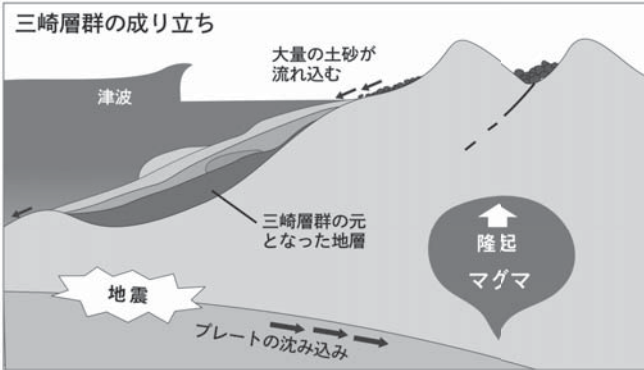 三崎層群の成り立ち
大量の土砂が
流れ込む
津波
三崎層群の元
となった地層
隆起
マグマ
地震
プレートの沈み込み